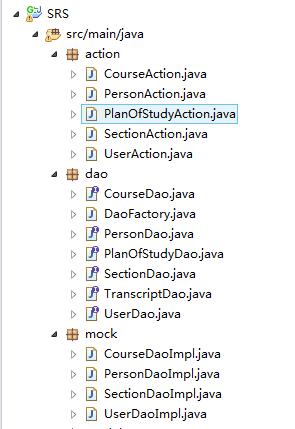 SRS
src/main/java
action
CourseAction.java
PersonAction.java
PlanOfStudyAction.java
SectionAction.java
UserAction.java
dao
CourseDao.java
DaoFactory.java
PersonDao.java
PlanOfStudyDao.java
SectionDao.java
TranscriptDao.java
UserDao.java
mock
CourseDaoImpl.java
PersonDaoImpl.java
SectionDaoImpl.java
UserDaoImpl.java